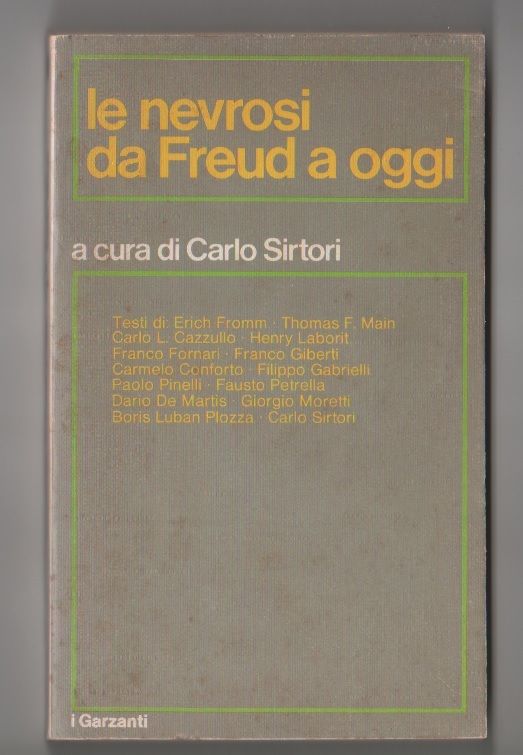 le nevrosi
da Freud a oggi
a cura di Carlo Sirtori
Testi di: Erich Fromm · Thomas F. Main
Carlo L. Cazzullo · Henry Laborit
Franco Fornari · Franco Giberti
Carmelo Conforto · Filippo Gabrielli
Paolo Pinelli · Fausto Petrella
Dario De Martis · Giorgio Moretti
Boris Luban Plozza · Carlo Sirtori
i Garzanti